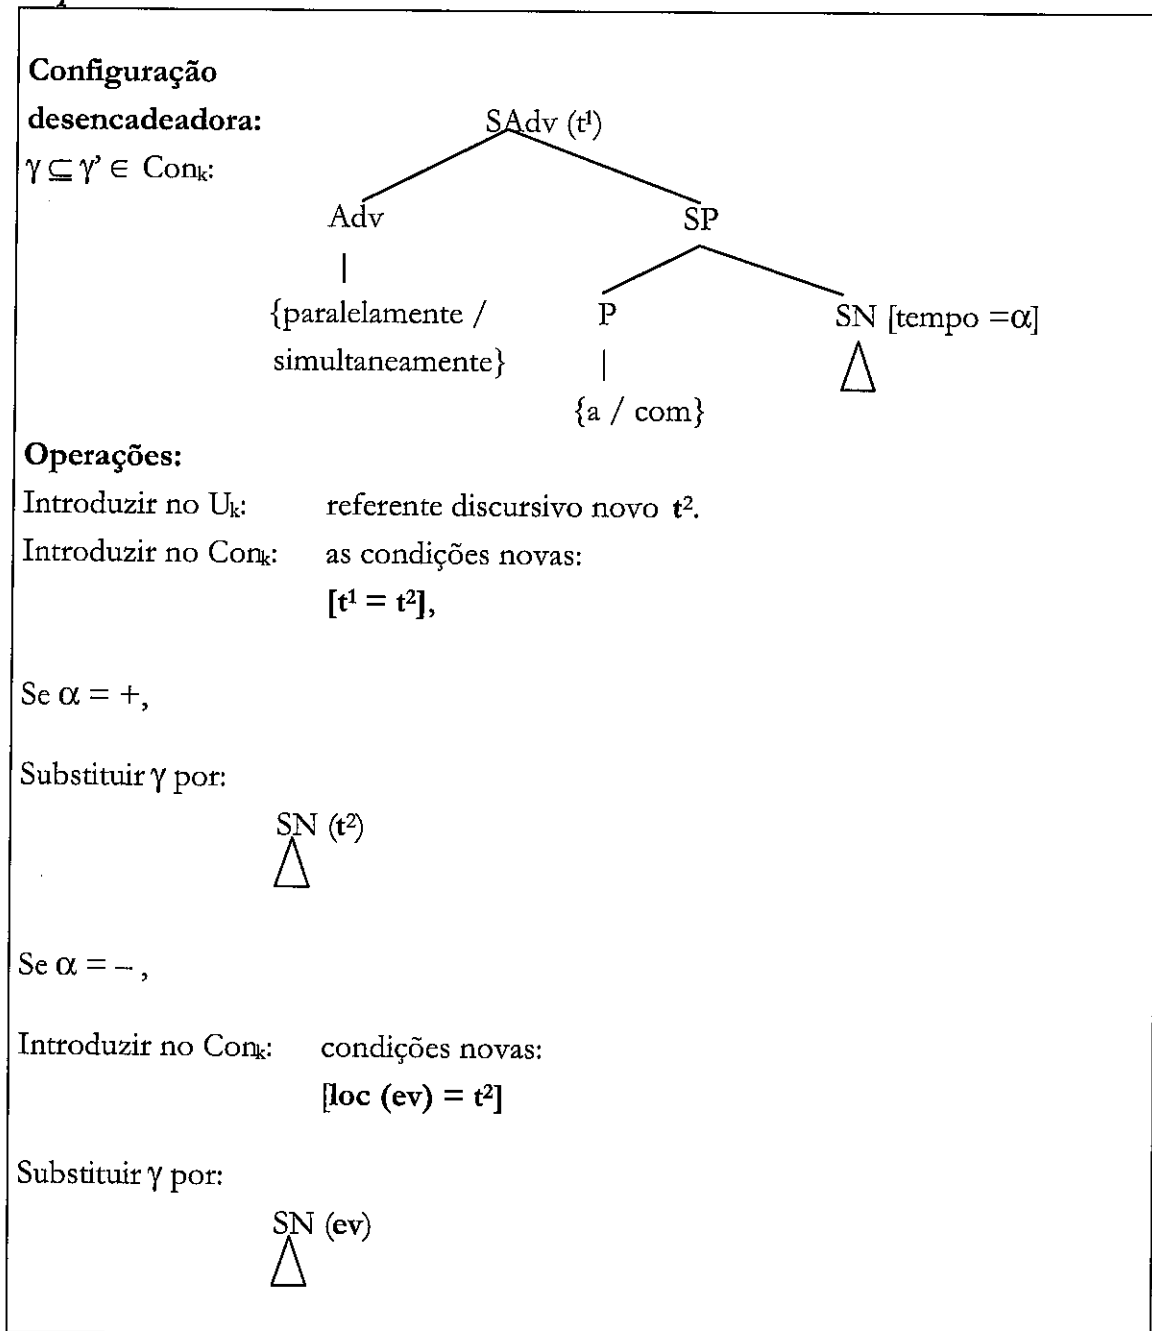 Configuração
desencadeadora:
SAdv (t¹)
γ ⊆ γ’ ∈ Conₖ:
Adv SP
{paralelamente / P SN [tempo =α]
simultaneamente}
{a / com}
Operações:
Introduzir no Uₖ: referente discursivo novo t².
Introduzir no Conₖ: as condições novas:
[t¹ = t²],
Se α = +,
Substituir γ por:
SN (t²)
Se α = – ,
Introduzir no Conₖ: condições novas:
[loc (ev) = t²]
Substituir γ por:
SN (ev)